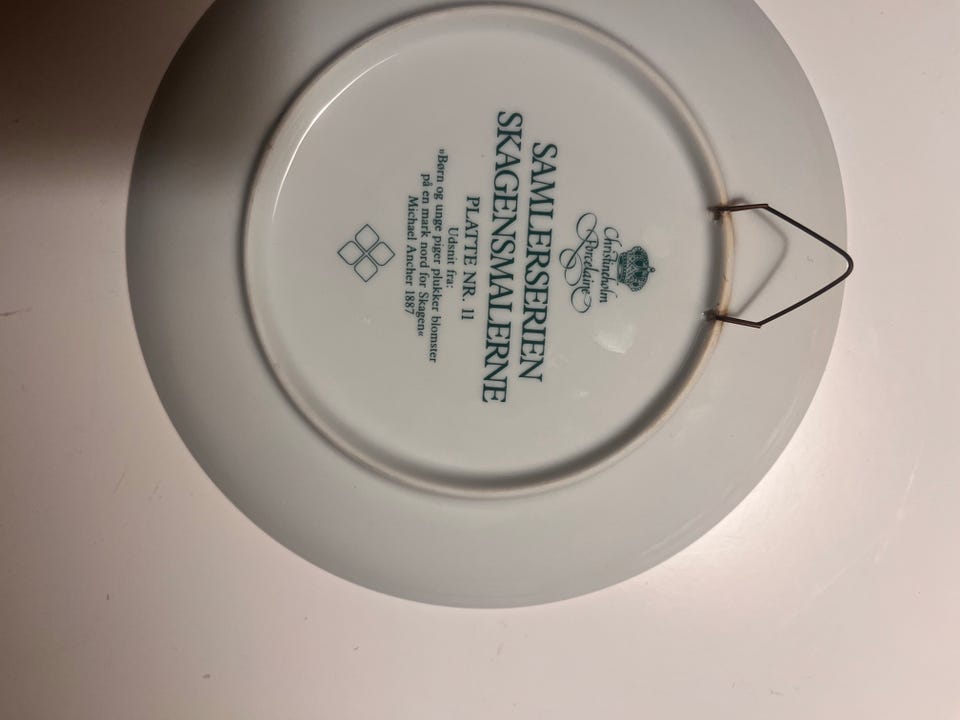 Christineholm
Porcelaine
SAMLERSERIEN
SKAGENSMALERNE
PLATTE NR. 11
Udsnit fra:
»Børn og unge piger plukker blomster
på en mark nord for Skagen«
Michael Ancher 1887